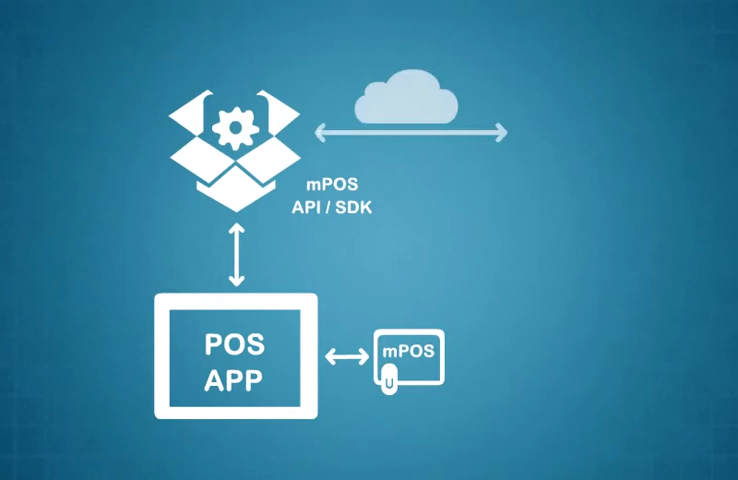 mPOS
API / SDK
POS
APP
mPOS
U